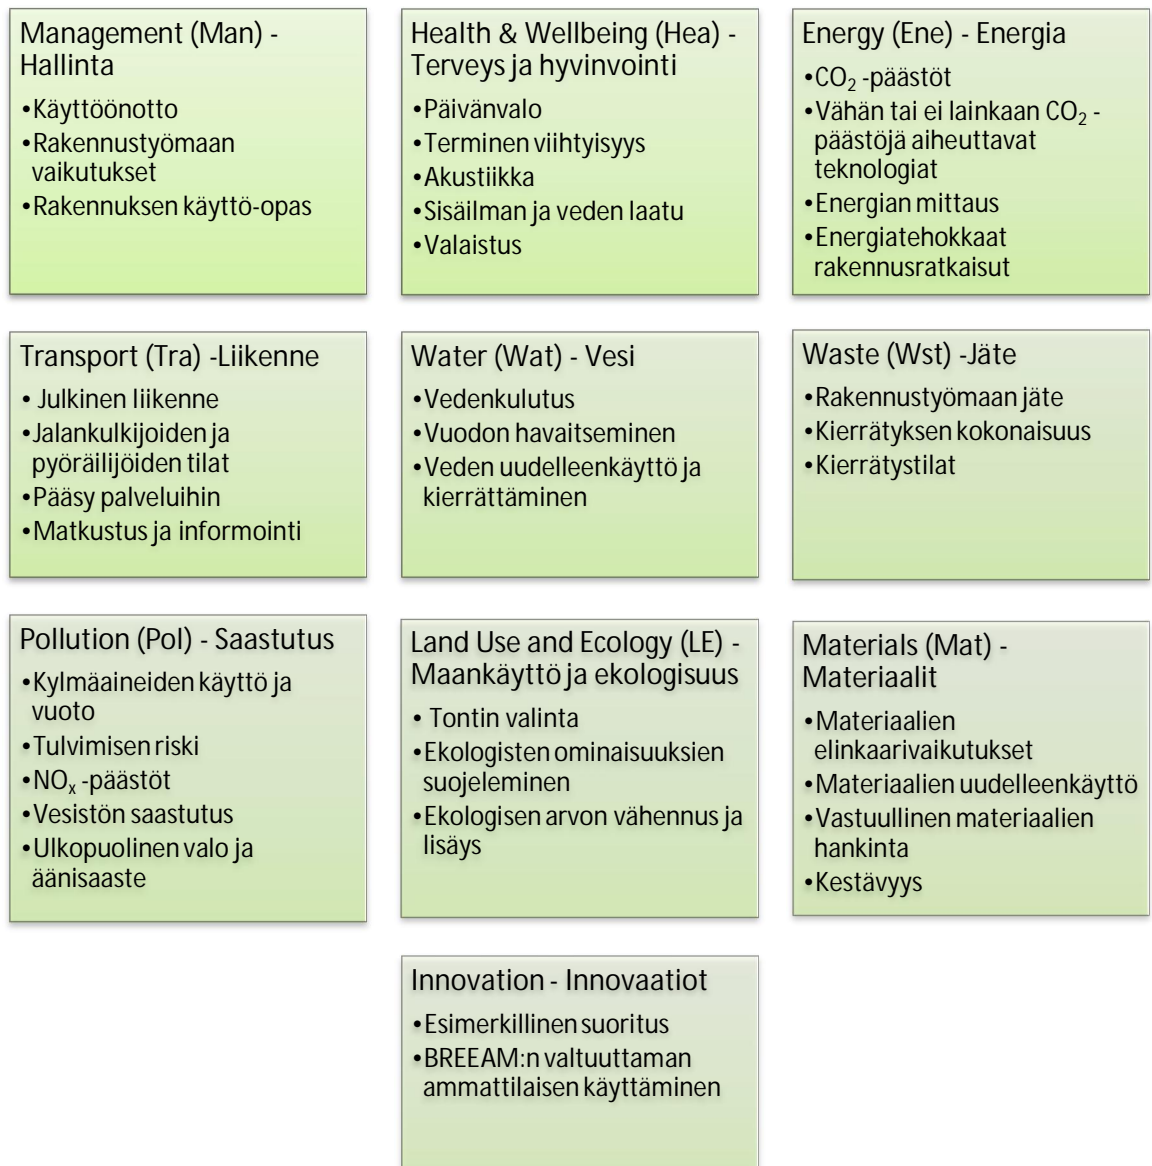 Management (Man) -
Hallinta
•Käyttöönotto
•Rakennustyömaan
vaikutukset
•Rakennuksen käyttö-opas
Health & Wellbeing (Hea) -
Terveys ja hyvinvointi
•Päivänvalo
•Terminen viihtyisyys
•Akustiikka
•Sisäilman ja veden laatu
•Valaistus
Energy (Ene) - Energia
•CO₂ -päästöt
•Vähän tai ei lainkaan CO₂ -
päästöjä aiheuttavat
teknologiat
•Energian mittaus
•Energiatehokkaat
rakennusratkaisut
Transport (Tra) -Liikenne
• Julkinen liikenne
•Jalankulkijoiden ja
pyöräilijöiden tilat
•Pääsy palveluihin
•Matkustus ja informointi
Water (Wat) - Vesi
•Vedenkulutus
•Vuodon havaitseminen
•Veden uudelleenkäyttö ja
kierrättäminen
Waste (Wst) -Jäte
•Rakennustyömaan jäte
•Kierrätyksen kokonaisuus
•Kierrätystilat
Pollution (Pol) - Saastutus
•Kylmäaineiden käyttö ja
vuoto
•Tulvimisen riski
•NOₓ -päästöt
•Vesistön saastutus
•Ulkopuolinen valo ja
äänisaaste
Land Use and Ecology (LE) -
Maankäyttö ja ekologisuus
• Tontin valinta
•Ekologisten ominaisuuksien
suojeleminen
•Ekologisen arvon vähennus ja
lisäys
Materials (Mat) -
Materiaalit
•Materiaalien
elinkaarivaikutukset
•Materiaalien uudelleenkäyttö
•Vastuullinen materiaalien
hankinta
•Kestävyys
Innovation - Innovaatiot
•Esimerkillinen suoritus
•BREEAM:n valtuuttaman
ammattilaisen käyttäminen